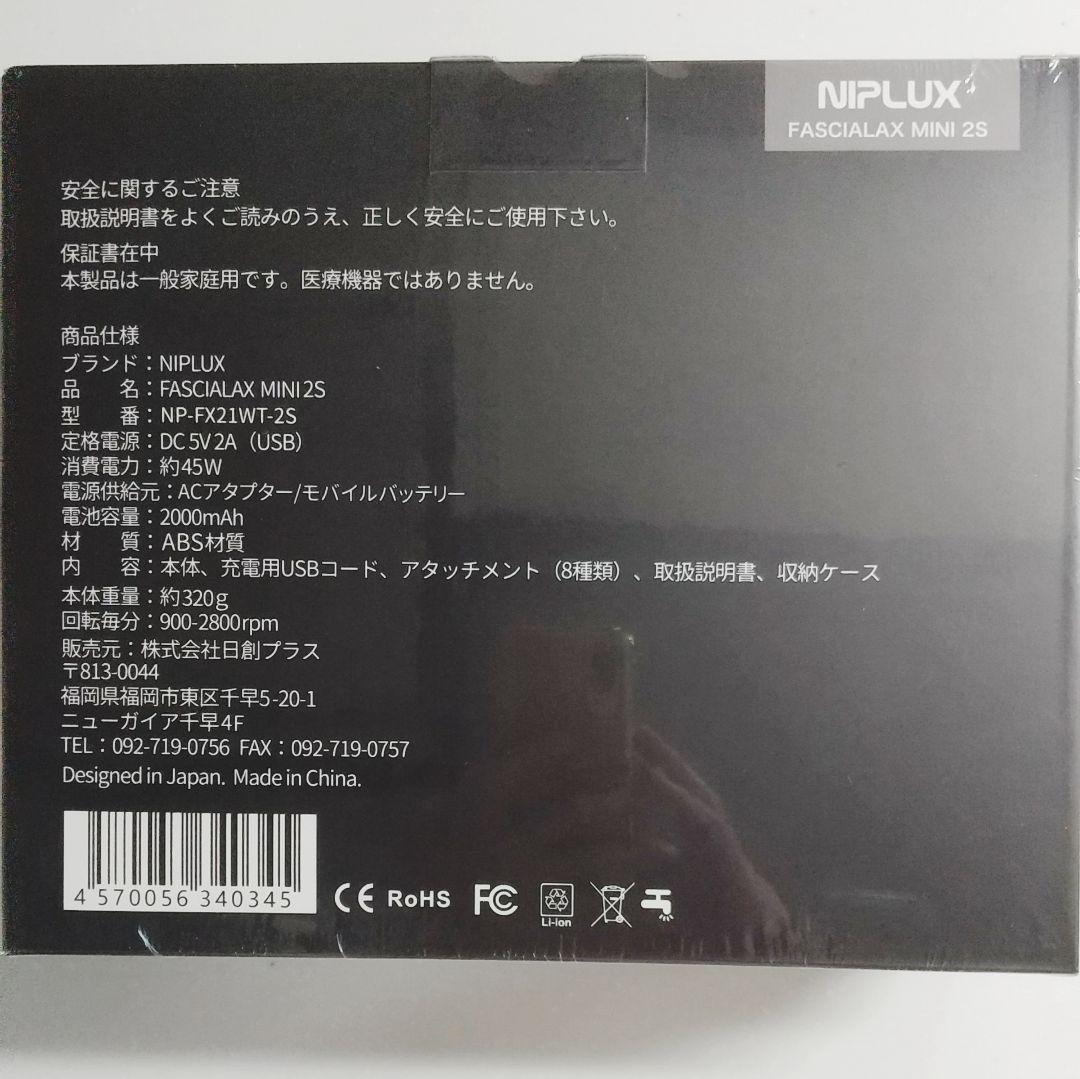 NIPLUX
FASCIALAX MINI 2S
安全に関するご注意
取扱説明書をよくご読みのうえ、正しく安全にご使用下さい。
保証書在中
本製品は一般家庭用です。医療機器ではありません。
商品仕様
ブランド：NIPLUX
品　　名：FASCIALAX MINI 2S
型　　番：NP-FX21WT-2S
定格電源：DC 5V 2A（USB）
消費電力：約45W
電源供給元：ACアタプター/モバイルバッテリー
電池容量：2000mAh
材　　質：ABS材質
内　　容：本体、充電用USBコード、アタッチメント（8種類）、取扱説明書、収納ケース
本体重量：約320g
回転毎分：900-2800rpm
販売元：株式会社日創プラス
〒813-0044
福岡県福岡市東区千早5-20-1
ニューガイア千早4F
TEL：092-719-0756 FAX：092-719-0757
Designed in Japan. Made in China.
4 570056 340345
CE RoHS FC
Li-ion